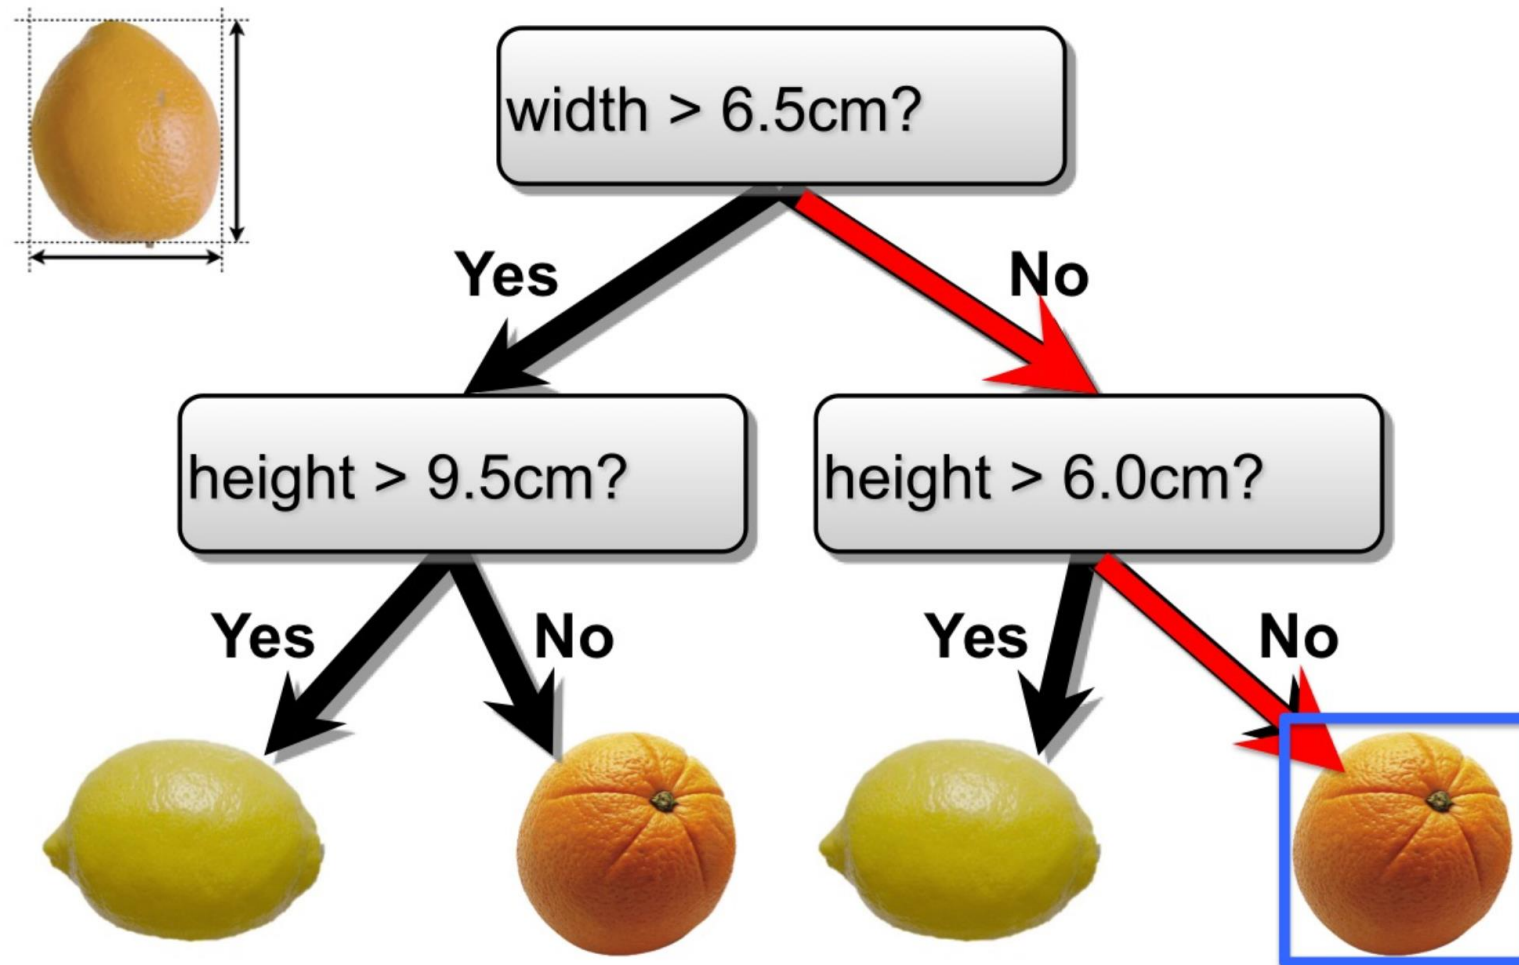 width > 6.5cm?
Yes
No
height > 9.5cm?
height > 6.0cm?
Yes
No
Yes
No